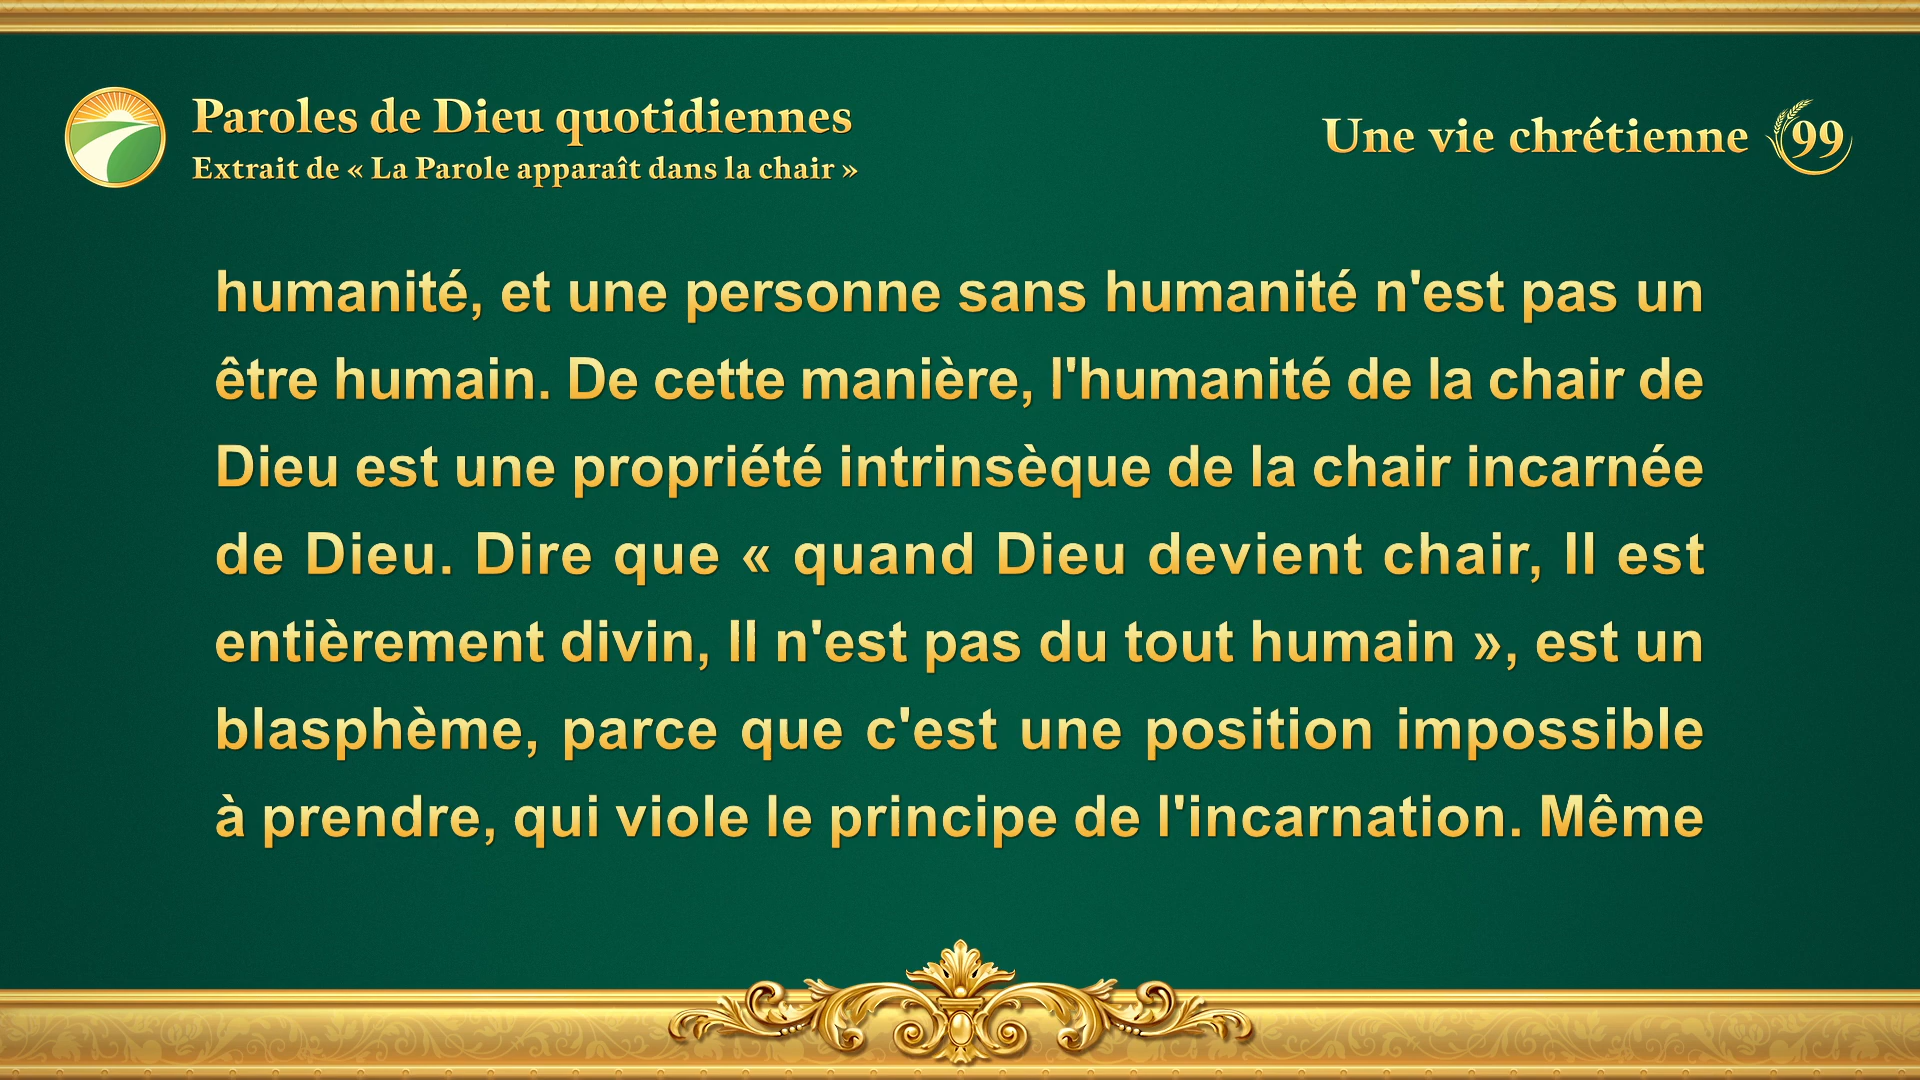 Paroles de Dieu quotidiennes
Extrait de « La Parole apparaît dans la chair »
Une vie chrétienne 99
humanité, et une personne sans humanité n'est pas un
être humain. De cette manière, l'humanité de la chair de
Dieu est une propriété intrinsèque de la chair incarnée
de Dieu. Dire que « quand Dieu devient chair, Il est
entièrement divin, Il n'est pas du tout humain », est un
blasphème, parce que c'est une position impossible
à prendre, qui viole le principe de l'incarnation. Même